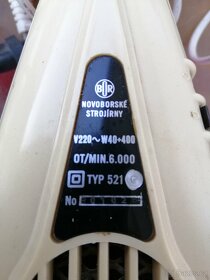 NOVOBORSKÉ
STROJÍRNY
V220~W40+400
OT/MIN.6.000
TYP 521
No